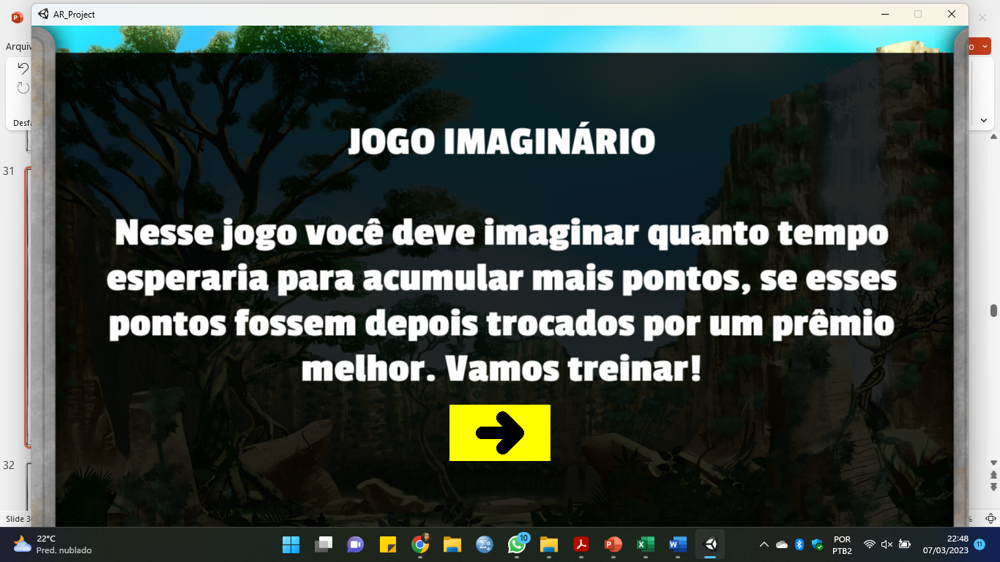 AR_Project
Arquiv
o
Desfa
31
32
JOGO IMAGINÁRIO
Nesse jogo você deve imaginar quanto tempo
esperaria para acumular mais pontos, se esses
pontos fossem depois trocados por um prêmio
melhor. Vamos treinar!
Slide 3
%
22°C
Pred. nublado
10
POR
PTB2
22:48
07/03/2023
11